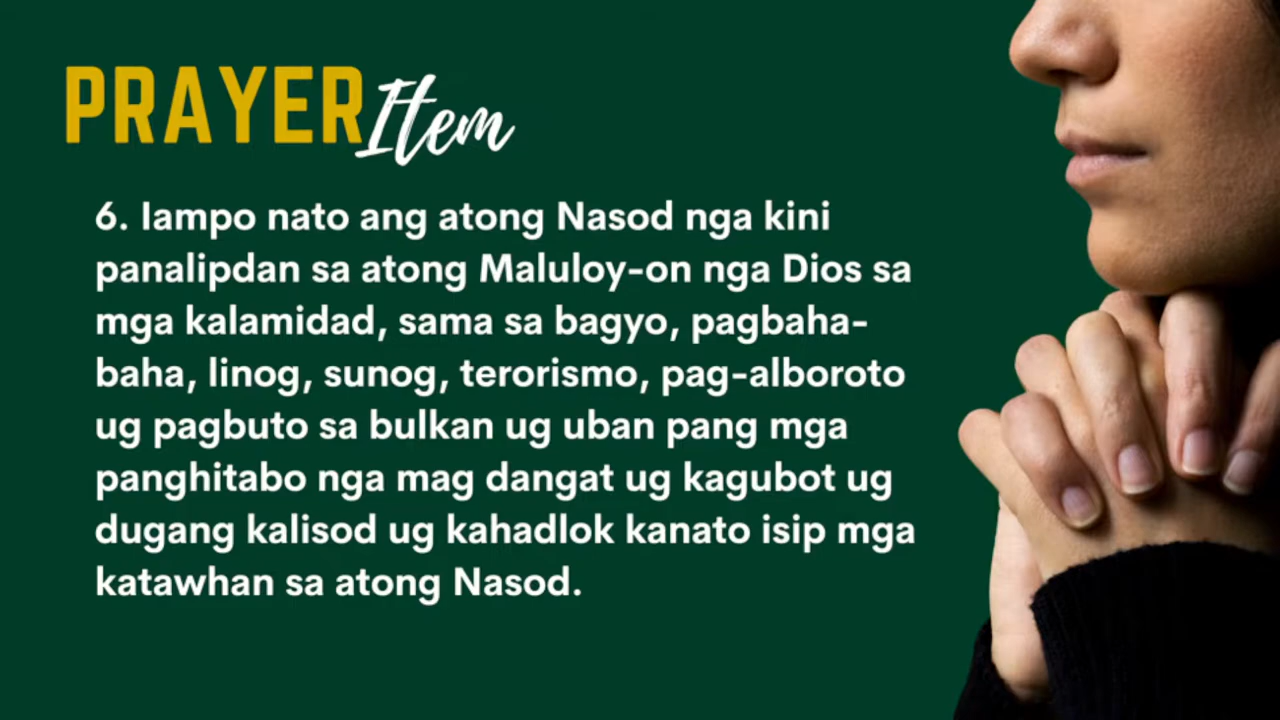 PRAYER Item
6. Iampo nato ang atong Nasod nga kini
panalipdan sa atong Maluloy-on nga Dios sa
mga kalamidad, sama sa bagyo, pagbaha-
baha, linog, sunog, terorismo, pag-alboroto
ug pagbuto sa bulkan ug uban pang mga
panghitabo nga mag dangat ug kagubot ug
dugang kalisod ug kahadlok kanato isip mga
katawhan sa atong Nasod.